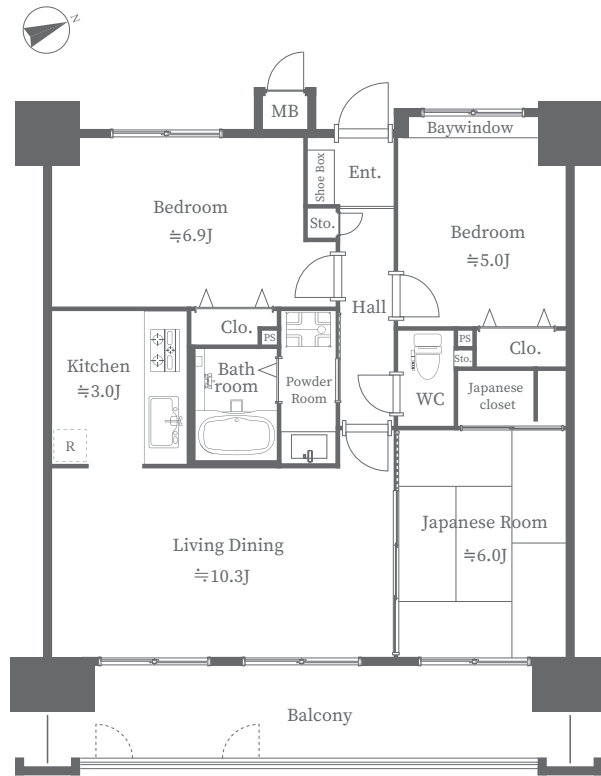 N
MB
Baywindow
Shoe Box
Ent.
Bedroom
≒6.9J
Sto.
Bedroom
≒5.0J
Hall
Clo.
PS
Kitchen
≒3.0J
Bath
room
Powder
Room
PS
Sto.
Clo.
WC
Japanese
closet
R
Living Dining
≒10.3J
Japanese Room
≒6.0J
Balcony